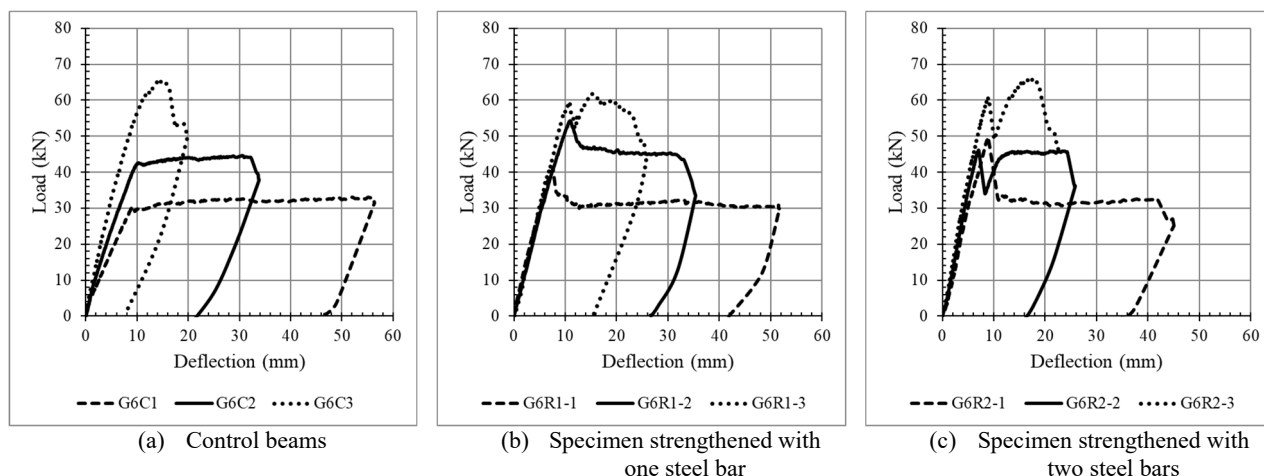 80
70
60
50
40
30
20
10
0
Load (kN)
0 10 20 30 40 50 60
Deflection (mm)
G6C1 G6C2 G6C3
(a) Control beams
80
70
60
50
40
30
20
10
0
Load (kN)
0 10 20 30 40 50 60
Deflection (mm)
G6R1-1 G6R1-2 G6R1-3
(b) Specimen strengthened with
one steel bar
80
70
60
50
40
30
20
10
0
Load (kN)
0 10 20 30 40 50 60
Deflection (mm)
G6R2-1 G6R2-2 G6R2-3
(c) Specimen strengthened with
two steel bars